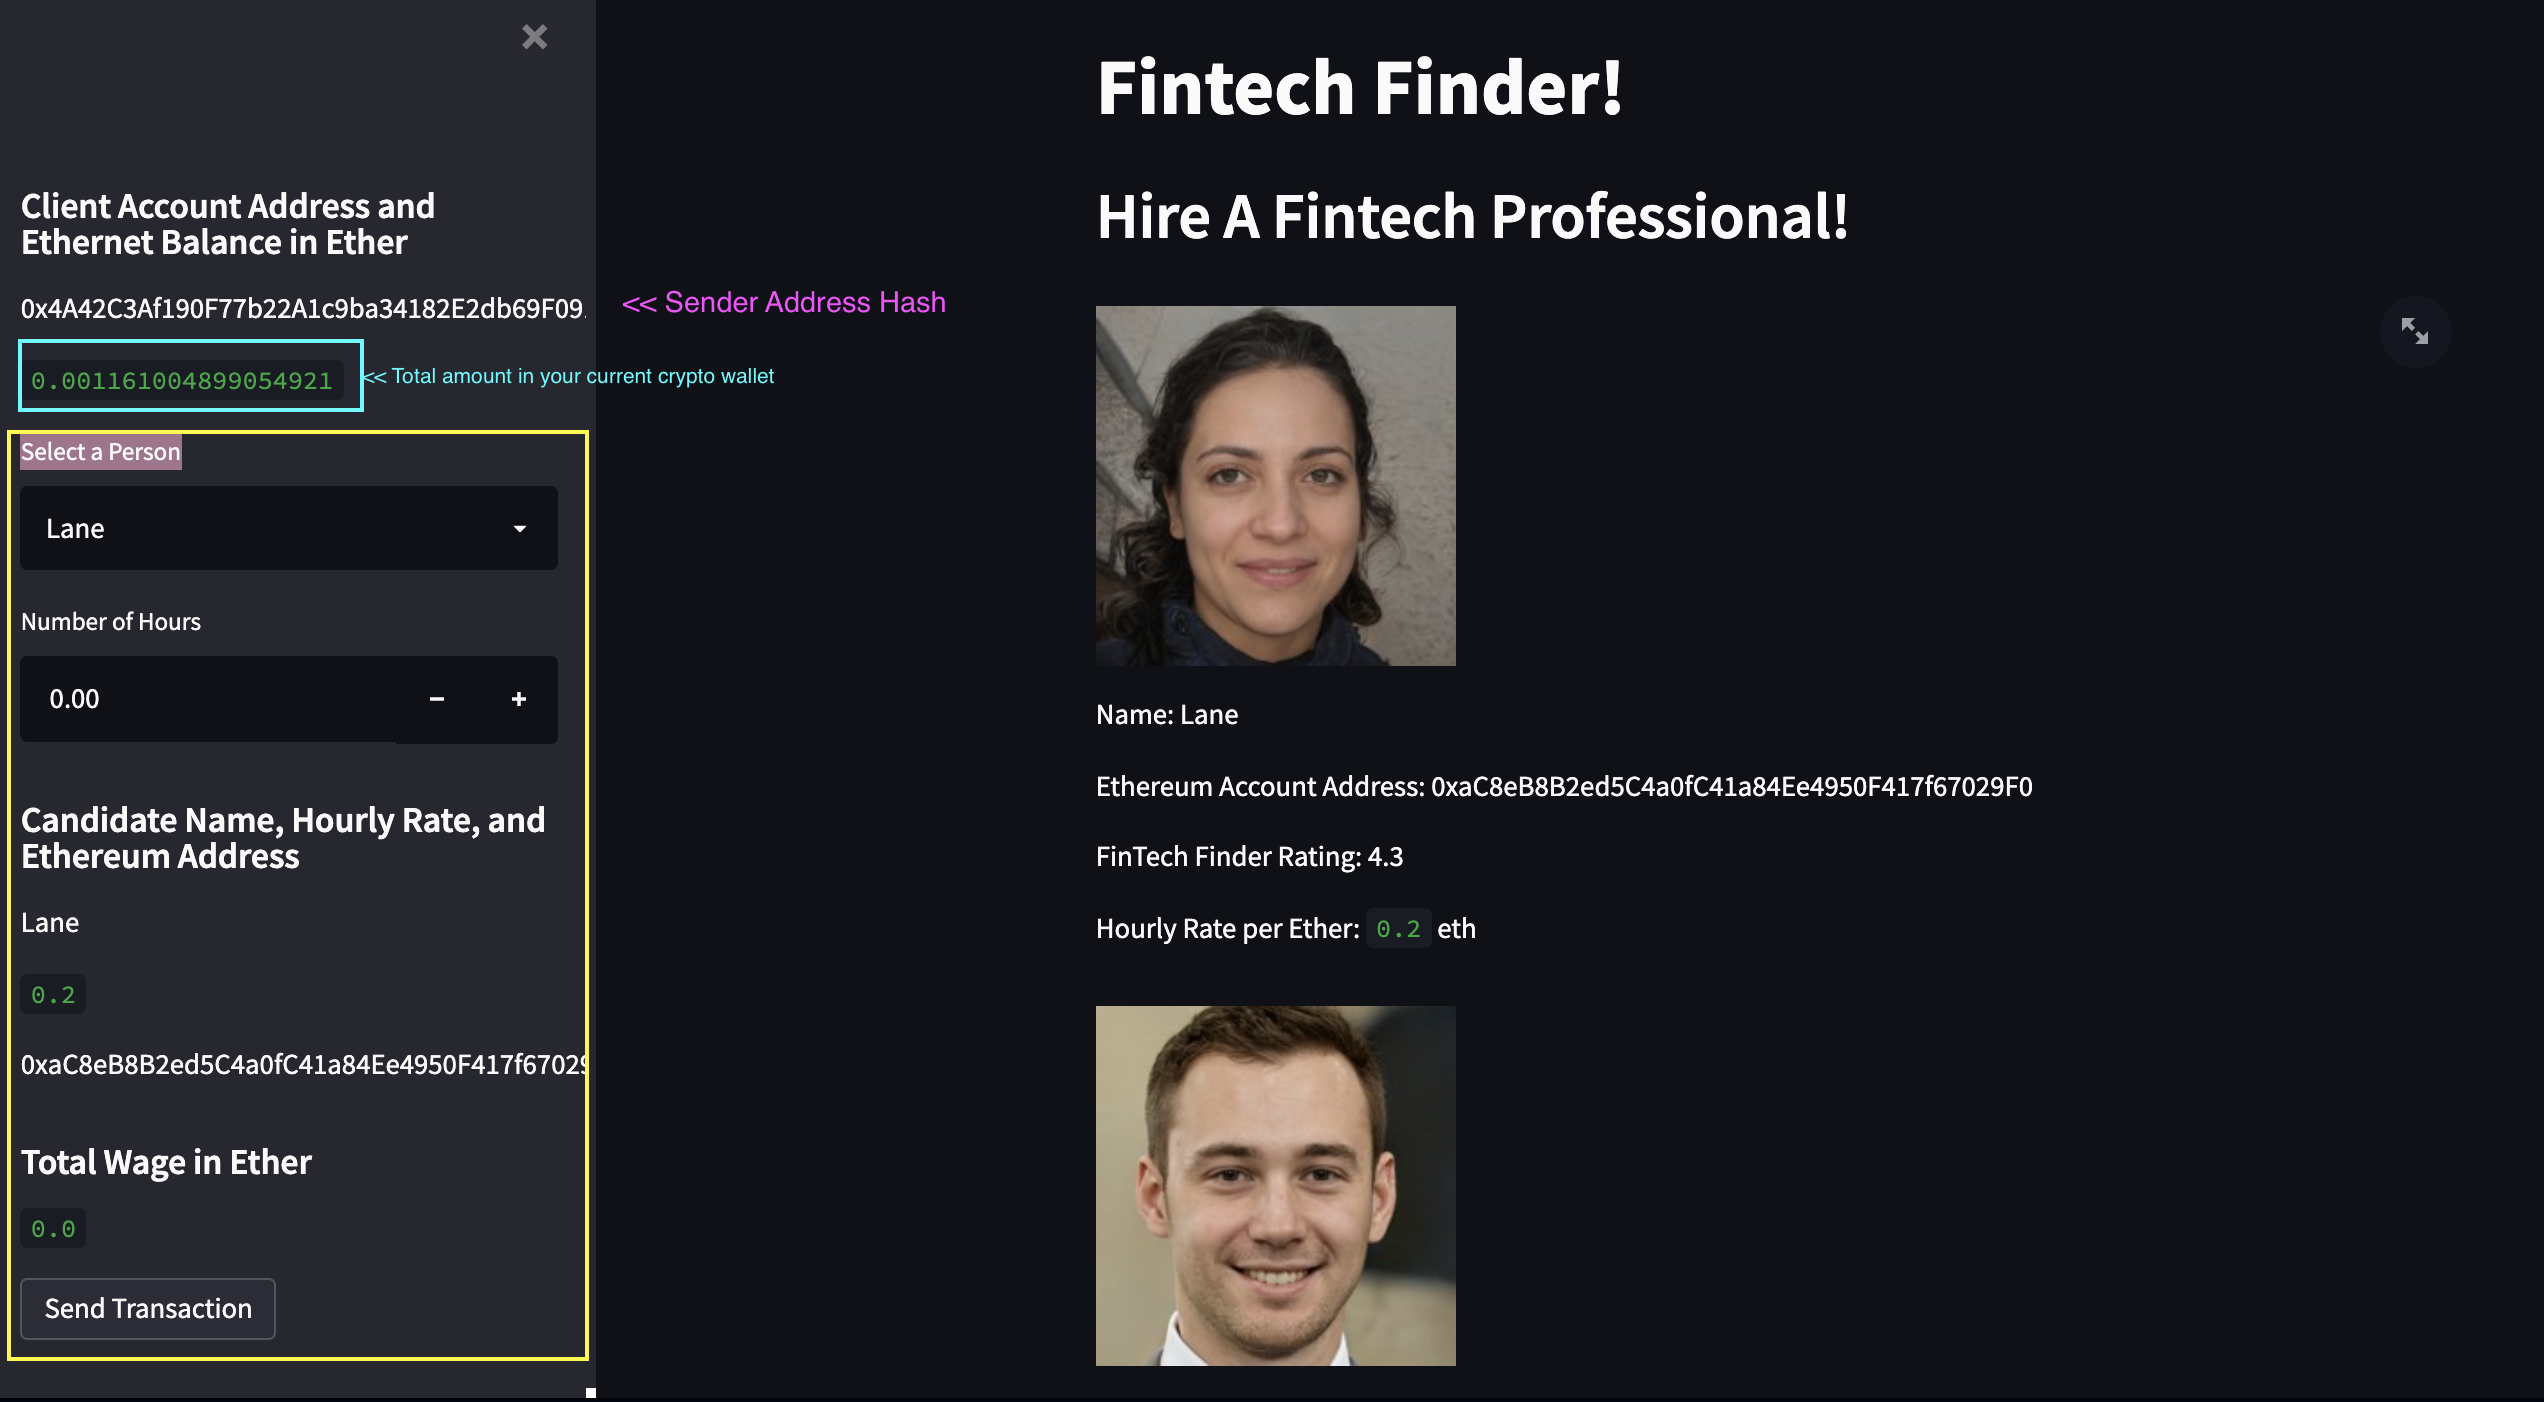 Client Account Address and
Ethernet Balance in Ether
0x4A42C3Af190F77b22A1c9ba34182E2db69F09
<< Sender Address Hash
0.001161004899054921
<< Total amount in your current crypto wallet
Select a Person
Lane
Number of Hours
0.00
− +
Candidate Name, Hourly Rate, and
Ethereum Address
Lane
0.2
0xaC8eB8B2ed5C4a0fC41a84Ee4950F417f67029
Total Wage in Ether
0.0
Send Transaction
Fintech Finder!
Hire A Fintech Professional!
Name: Lane
Ethereum Account Address: 0xaC8eB8B2ed5C4a0fC41a84Ee4950F417f67029F0
FinTech Finder Rating: 4.3
Hourly Rate per Ether: 0.2 eth